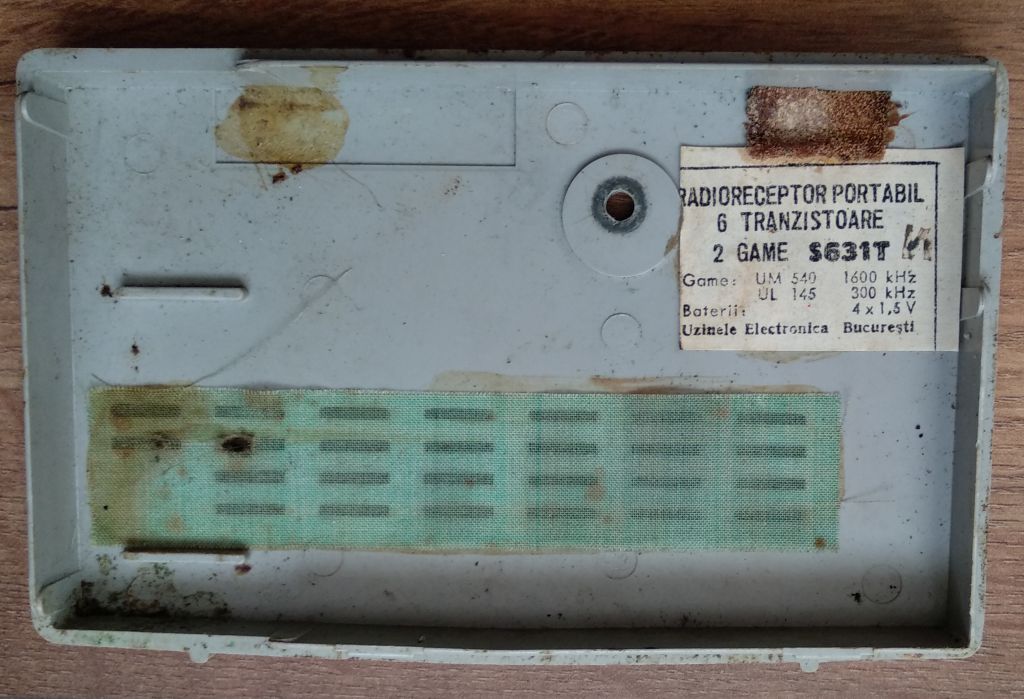 RADIORECEPTOR PORTABIL
6 TRANZISTOARE
2 GAME S631T
Game: UM 540 1600 kHz
UL 145 300 kHz
Baterii: 4 x 1,5 V
Uzinele Electronica București